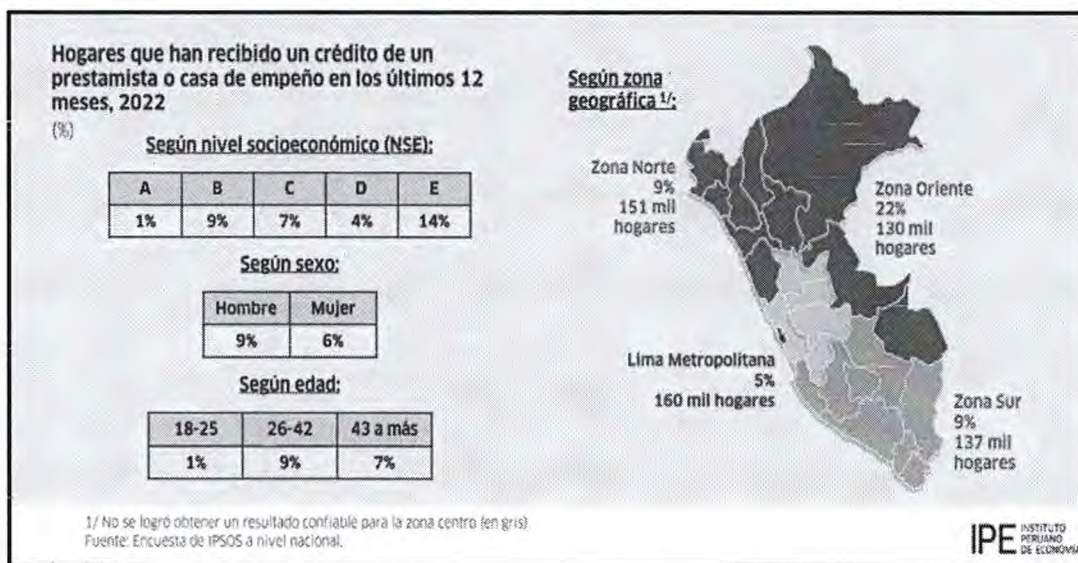 Hogares que han recibido un crédito de un
prestamista o casa de empeño en los últimos 12
meses, 2022
(%)
Según nivel socioeconómico (NSE):
A B C D E
1% 9% 7% 4% 14%
Según sexo:
Hombre Mujer
9% 6%
Según edad:
18-25 26-42 43 a más
1% 9% 7%
Según zona
geográfica 1/:
Zona Norte
9%
151 mil
hogares
Zona Oriente
22%
130 mil
hogares
Lima Metropolitana
5%
160 mil hogares
Zona Sur
9%
137 mil
hogares
1/ No se logró obtener un resultado confiable para la zona centro (en gris)
Fuente: Encuesta de IPSOS a nivel nacional.
IPE INSTITUTO
PERUANO
DE ECONOMÍA